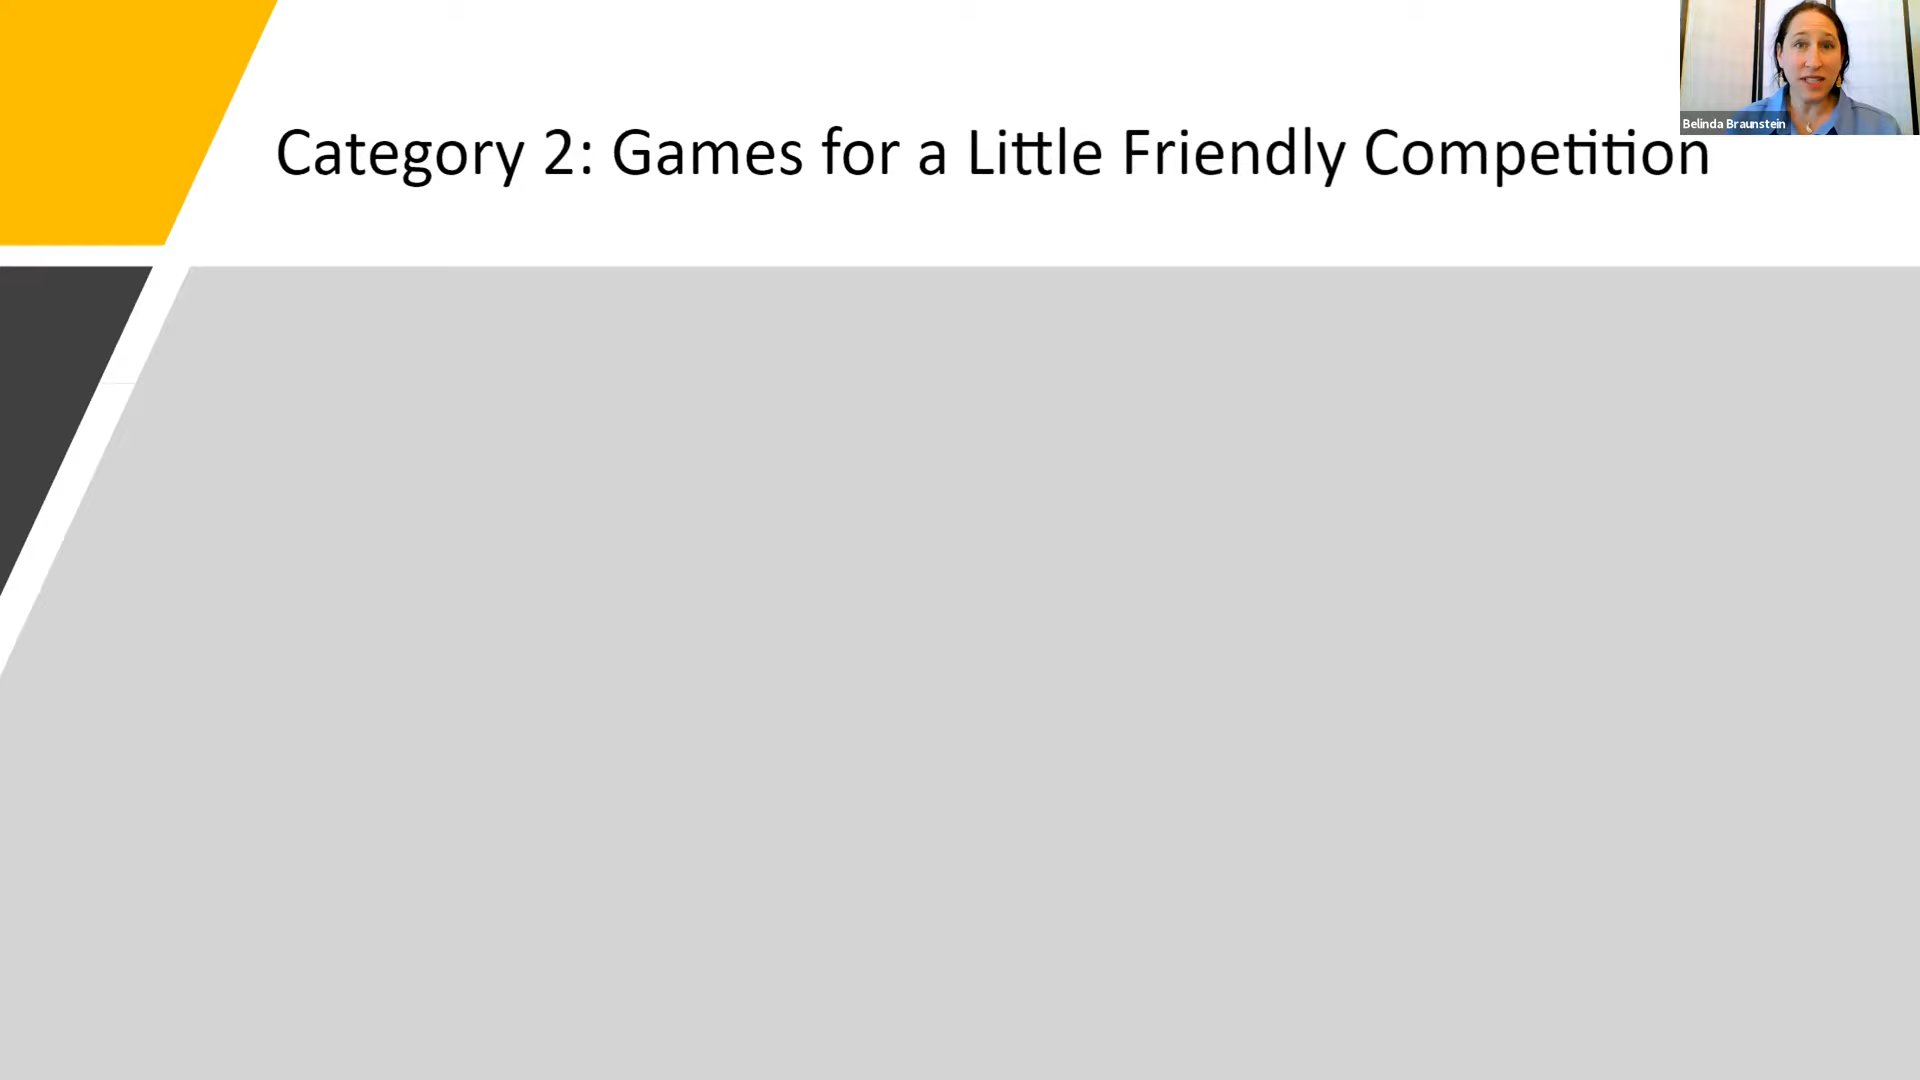 Belinda Braunstein
Category 2: Games for a Little Friendly Competition